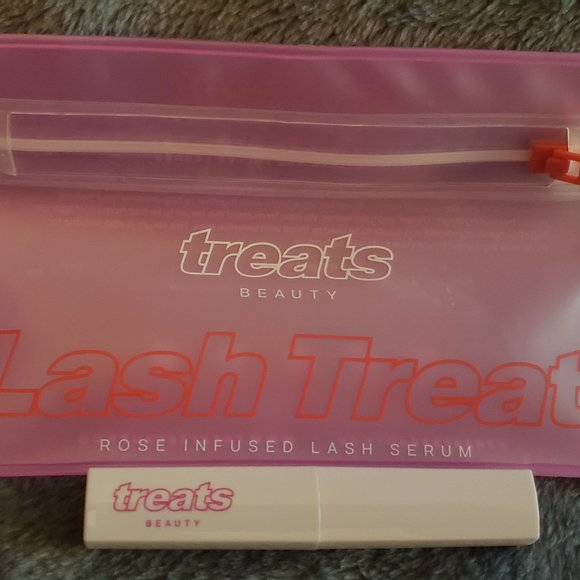 treats
BEAUTY
Lash Treat
ROSE INFUSED LASH SERUM
treats
BEAUTY